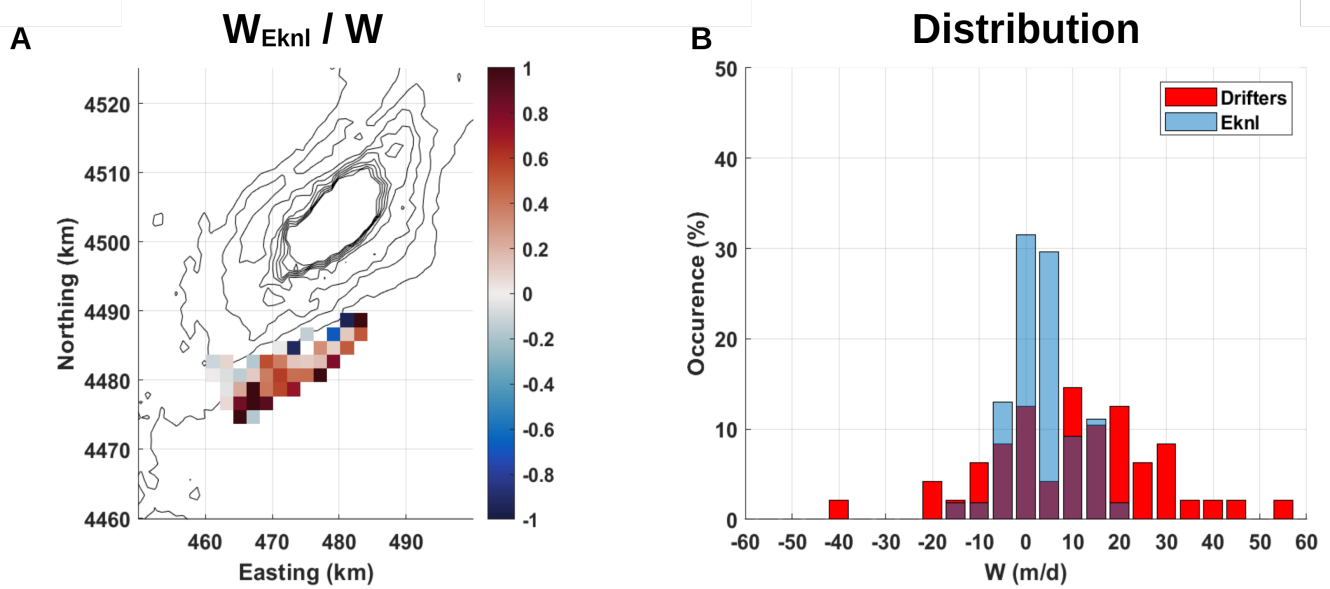 W_Eknl / W
Distribution
A
B
4520
4510
4500
4490
4480
4470
4460
460
470
480
490
Northing (km)
Easting (km)
1
0.8
0.6
0.4
0.2
0
-0.2
-0.4
-0.6
-0.8
-1
50
40
30
20
10
0
Occurence (%)
Drifters
Eknl
-60 -50 -40 -30 -20 -10 0 10 20 30 40 50 60
W (m/d)